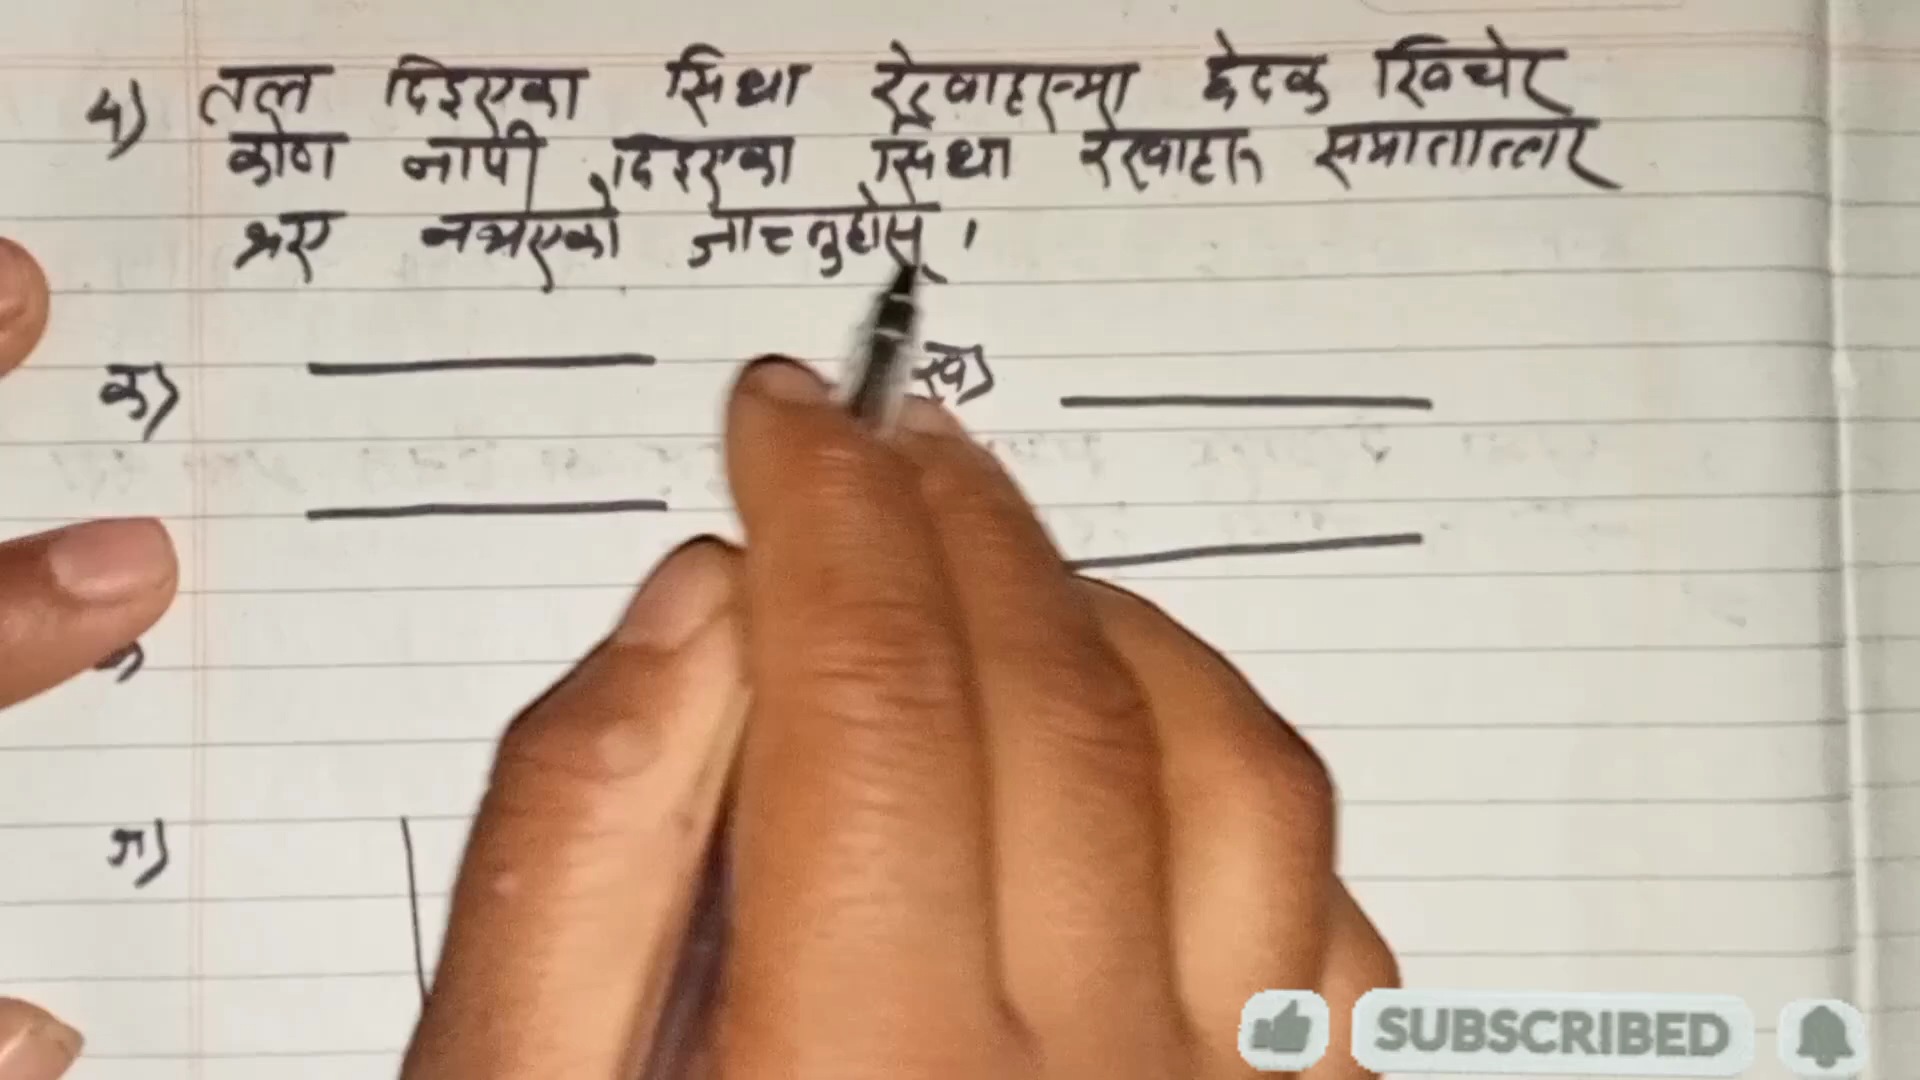 4) तल दिइएका सिधा रेखाहरूमा छेदक खिचेर
कोण नापी दिइएका सिधा रेखाहरू समानान्तर
भए नभएको जाँच्नुहोस् ।
क)
ख)
ग)
SUBSCRIBED